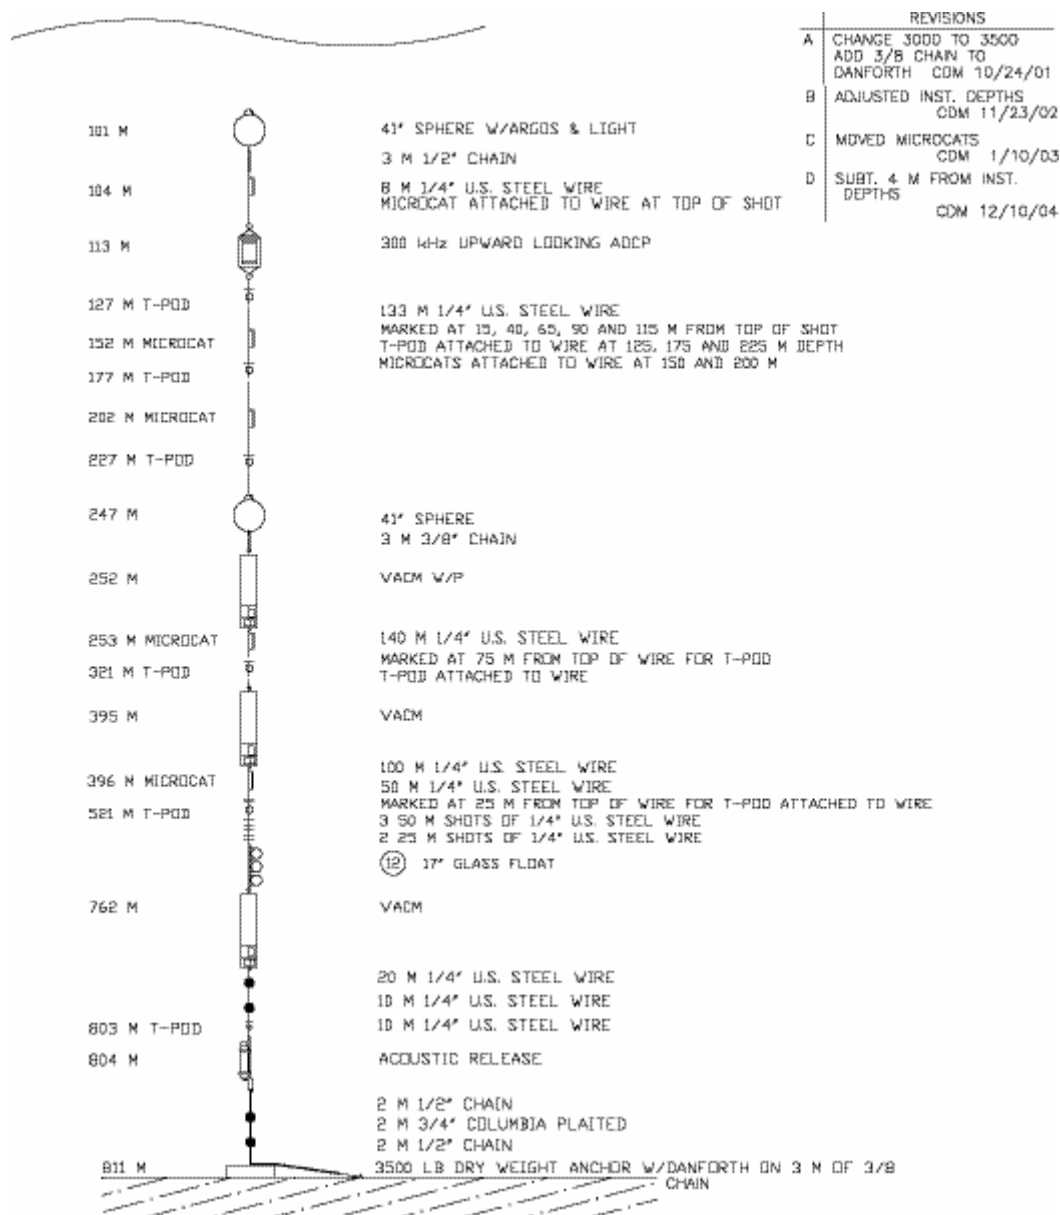 REVISIONS
A CHANGE 3000 TO 3500
ADD 3/8 CHAIN TO
DANFORTH CDM 10/24/01
B ADJUSTED INST. DEPTHS
CDM 11/23/02
C MOVED MICROCATS
CDM 1/10/03
D SUBT. 4 M FROM INST.
DEPTHS
CDM 12/10/04
101 M 41" SPHERE W/ARGOS & LIGHT
3 M 1/2" CHAIN
104 M 8 M 1/4" U.S. STEEL WIRE
MICROCAT ATTACHED TO WIRE AT TOP OF SHOT
113 M 300 kHz UPWARD LOOKING ADCP
127 M T-POD 133 M 1/4" U.S. STEEL WIRE
MARKED AT 15, 40, 65, 90 AND 115 M FROM TOP OF SHOT
152 M MICROCAT T-POD ATTACHED TO WIRE AT 125, 175 AND 225 M DEPTH
MICROCATS ATTACHED TO WIRE AT 150 AND 200 M
177 M T-POD
202 M MICROCAT
227 M T-POD
247 M 41" SPHERE
3 M 3/8" CHAIN
252 M VACM W/P
253 M MICROCAT 140 M 1/4" U.S. STEEL WIRE
MARKED AT 75 M FROM TOP OF WIRE FOR T-POD
321 M T-POD T-POD ATTACHED TO WIRE
395 M VACM
100 M 1/4" U.S. STEEL WIRE
396 M MICROCAT 50 M 1/4" U.S. STEEL WIRE
MARKED AT 25 M FROM TOP OF WIRE FOR T-POD ATTACHED TO WIRE
521 M T-POD 3 50 M SHOTS OF 1/4" U.S. STEEL WIRE
2 25 M SHOTS OF 1/4" U.S. STEEL WIRE
12 17" GLASS FLOAT
762 M VACM
20 M 1/4" U.S. STEEL WIRE
10 M 1/4" U.S. STEEL WIRE
803 M T-POD 10 M 1/4" U.S. STEEL WIRE
804 M ACOUSTIC RELEASE
2 M 1/2" CHAIN
2 M 3/4" COLUMBIA PLAITED
2 M 1/2" CHAIN
811 M 3500 LB DRY WEIGHT ANCHOR W/DANFORTH ON 3 M OF 3/8
CHAIN